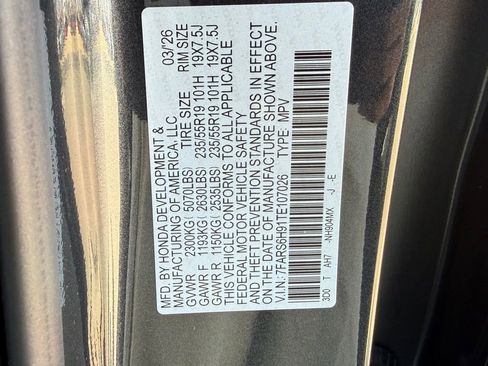 MFD. BY HONDA DEVELOPMENT & 03/26
MANUFACTURING OF AMERICA, LLC.
TIRE SIZE RIM SIZE
GVWR 2300KG (5070LBS)
GAWR F 1193KG (2630LBS) 235/55R19 101H 19X7.5J
GAWR R 1150KG (2535LBS) 235/55R19 101H 19X7.5J
THIS VEHICLE CONFORMS TO ALL APPLICABLE
FEDERAL MOTOR VEHICLE SAFETY
AND THEFT PREVENTION STANDARDS IN EFFECT
ON THE DATE OF MANUFACTURE SHOWN ABOVE.
V.I.N.: 7FARS6H91TE107026 TYPE: MPV
3D0 T AH7 -NH904MX -J -E